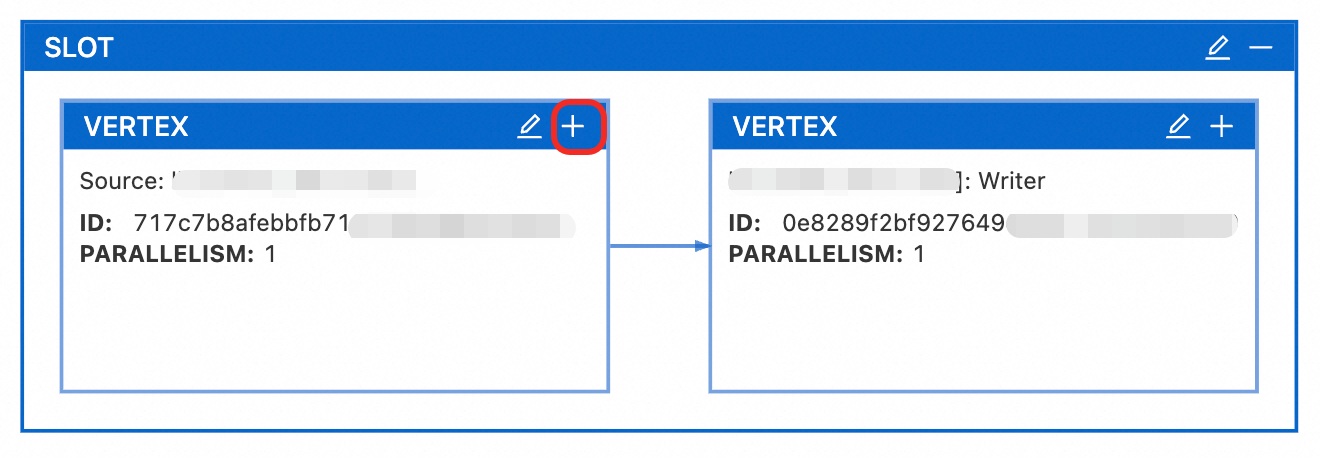 SLOT
VERTEX
Source:
ID: 717c7b8afebbfb71
PARALLELISM: 1
VERTEX
]: Writer
ID: 0e8289f2bf927649
PARALLELISM: 1